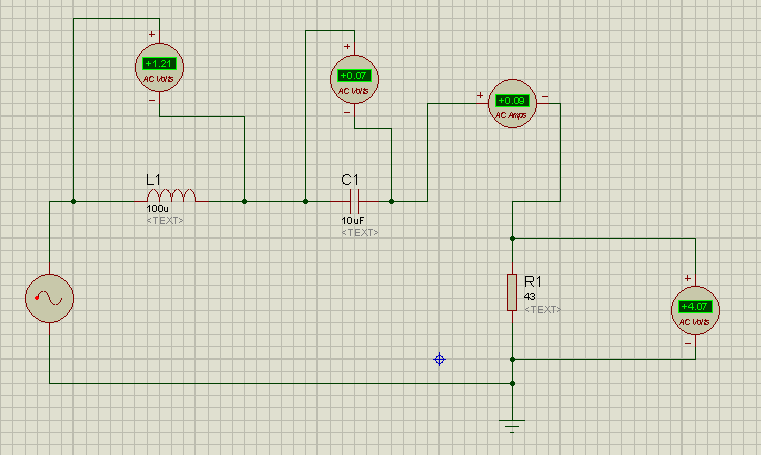 +
+1.21
AC Volts
−
L1
100u
<TEXT>
+
+0.07
AC Volts
−
C1
10uF
<TEXT>
+
−
+0.09
AC Amps
R1
43
<TEXT>
+
+4.07
AC Volts
−